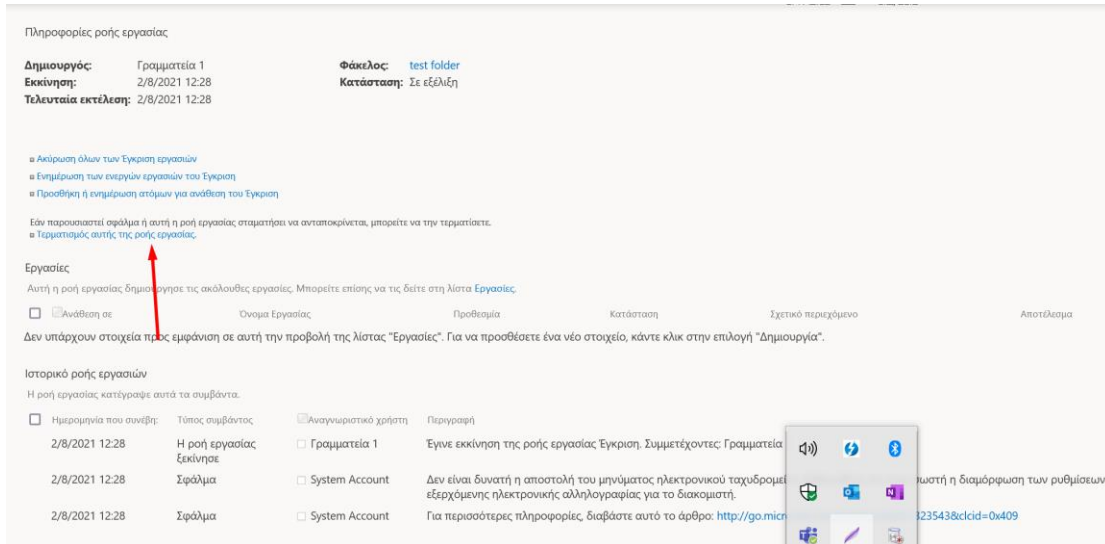 Πληροφορίες ροής εργασίας
Δημιουργός: Γραμματεία 1 Φάκελος: test folder
Εκκίνηση: 2/8/2021 12:28 Κατάσταση: Σε εξέλιξη
Τελευταία εκτέλεση: 2/8/2021 12:28
Ακύρωση όλων των Έγκριση εργασιών
Ενημέρωση των ενεργών εργασιών του Έγκριση
Προσθήκη ή ενημέρωση ατόμων για ανάθεση του Έγκριση
Εάν παρουσιαστεί σφάλμα ή αυτή η ροή εργασίας σταματήσει να ανταποκρίνεται, μπορείτε να την τερματίσετε.
Τερματισμός αυτής της ροής εργασίας.
Εργασίες
Αυτή η ροή εργασίας δημιούργησε τις ακόλουθες εργασίες. Μπορείτε επίσης να τις δείτε στη λίστα Εργασίες.
Ανάθεση σε Όνομα Εργασίας Προθεσμία Κατάσταση Σχετικό περιεχόμενο Αποτέλεσμα
Δεν υπάρχουν στοιχεία προς εμφάνιση σε αυτή την προβολή της λίστας "Εργασίες". Για να προσθέσετε ένα νέο στοιχείο, κάντε κλικ στην επιλογή "Δημιουργία".
Ιστορικό ροής εργασιών
Η ροή εργασίας κατέγραψε αυτά τα συμβάντα.
Ημερομηνία που συνέβη: Τύπος συμβάντος Αναγνωριστικό χρήστη Περιγραφή
2/8/2021 12:28 Η ροή εργασίας Γραμματεία 1 Έγινε εκκίνηση της ροής εργασίας Έγκριση. Συμμετέχοντες: Γραμματεία
ξεκίνησε
2/8/2021 12:28 Σφάλμα System Account Δεν είναι δυνατή η αποστολή του μηνύματος ηλεκτρονικού η διαμόρφωση των ρυθμίσεων
εξερχόμενης ηλεκτρονικής αλληλογραφίας για το διακομιστή.
2/8/2021 12:28 Σφάλμα System Account Για περισσότερες πληροφορίες, διαβάστε αυτό το άρθρο: http://go.micr 323543&clcid=0x409